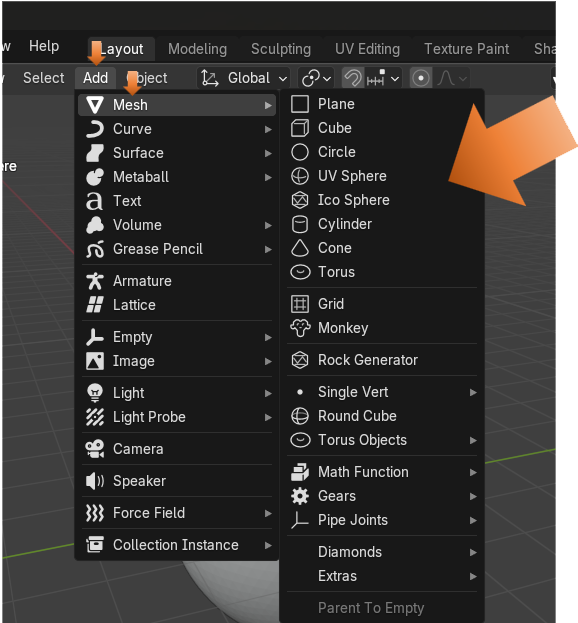 Help Layout Modeling Sculpting UV Editing Texture Paint
Select Add Object Global
Mesh
Curve
Surface
Metaball
Text
Volume
Grease Pencil
Armature
Lattice
Empty
Image
Light
Light Probe
Camera
Speaker
Force Field
Collection Instance
Plane
Cube
Circle
UV Sphere
Ico Sphere
Cylinder
Cone
Torus
Grid
Monkey
Rock Generator
Single Vert
Round Cube
Torus Objects
Math Function
Gears
Pipe Joints
Diamonds
Extras
Parent To Empty